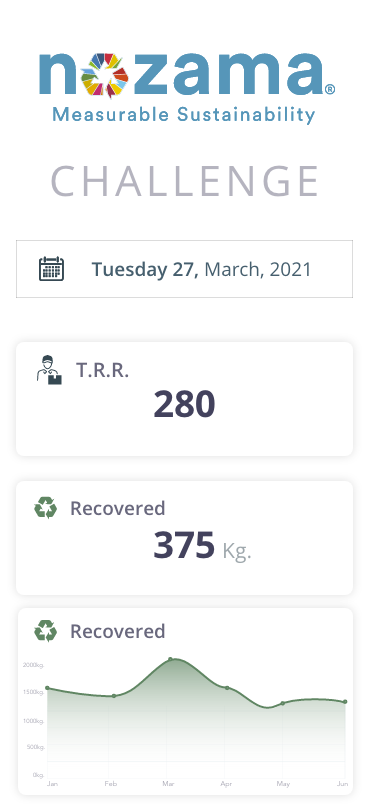 nozama®
Measurable Sustainability
CHALLENGE
Tuesday 27, March, 2021
T.R.R.
280
Recovered
375 Kg.
Recovered
2000kg.
1500kg.
1000kg.
500kg.
0kg.
Jan Feb Mar Apr May Jun